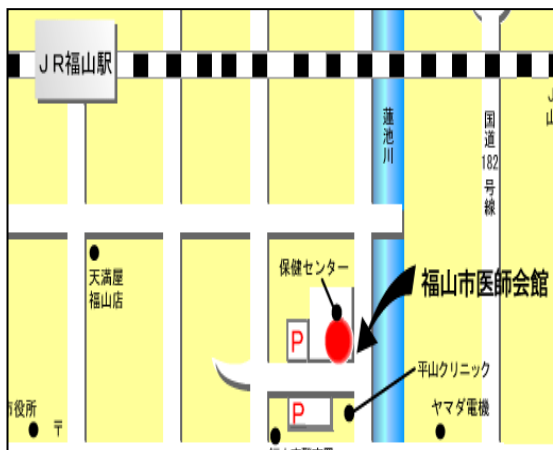 JR福山駅
J
山
蓮池川
国道182号線
天満屋
福山店
保健センター
福山市医師会館
P
平山クリニック
P
市役所
〒
ヤマダ電機